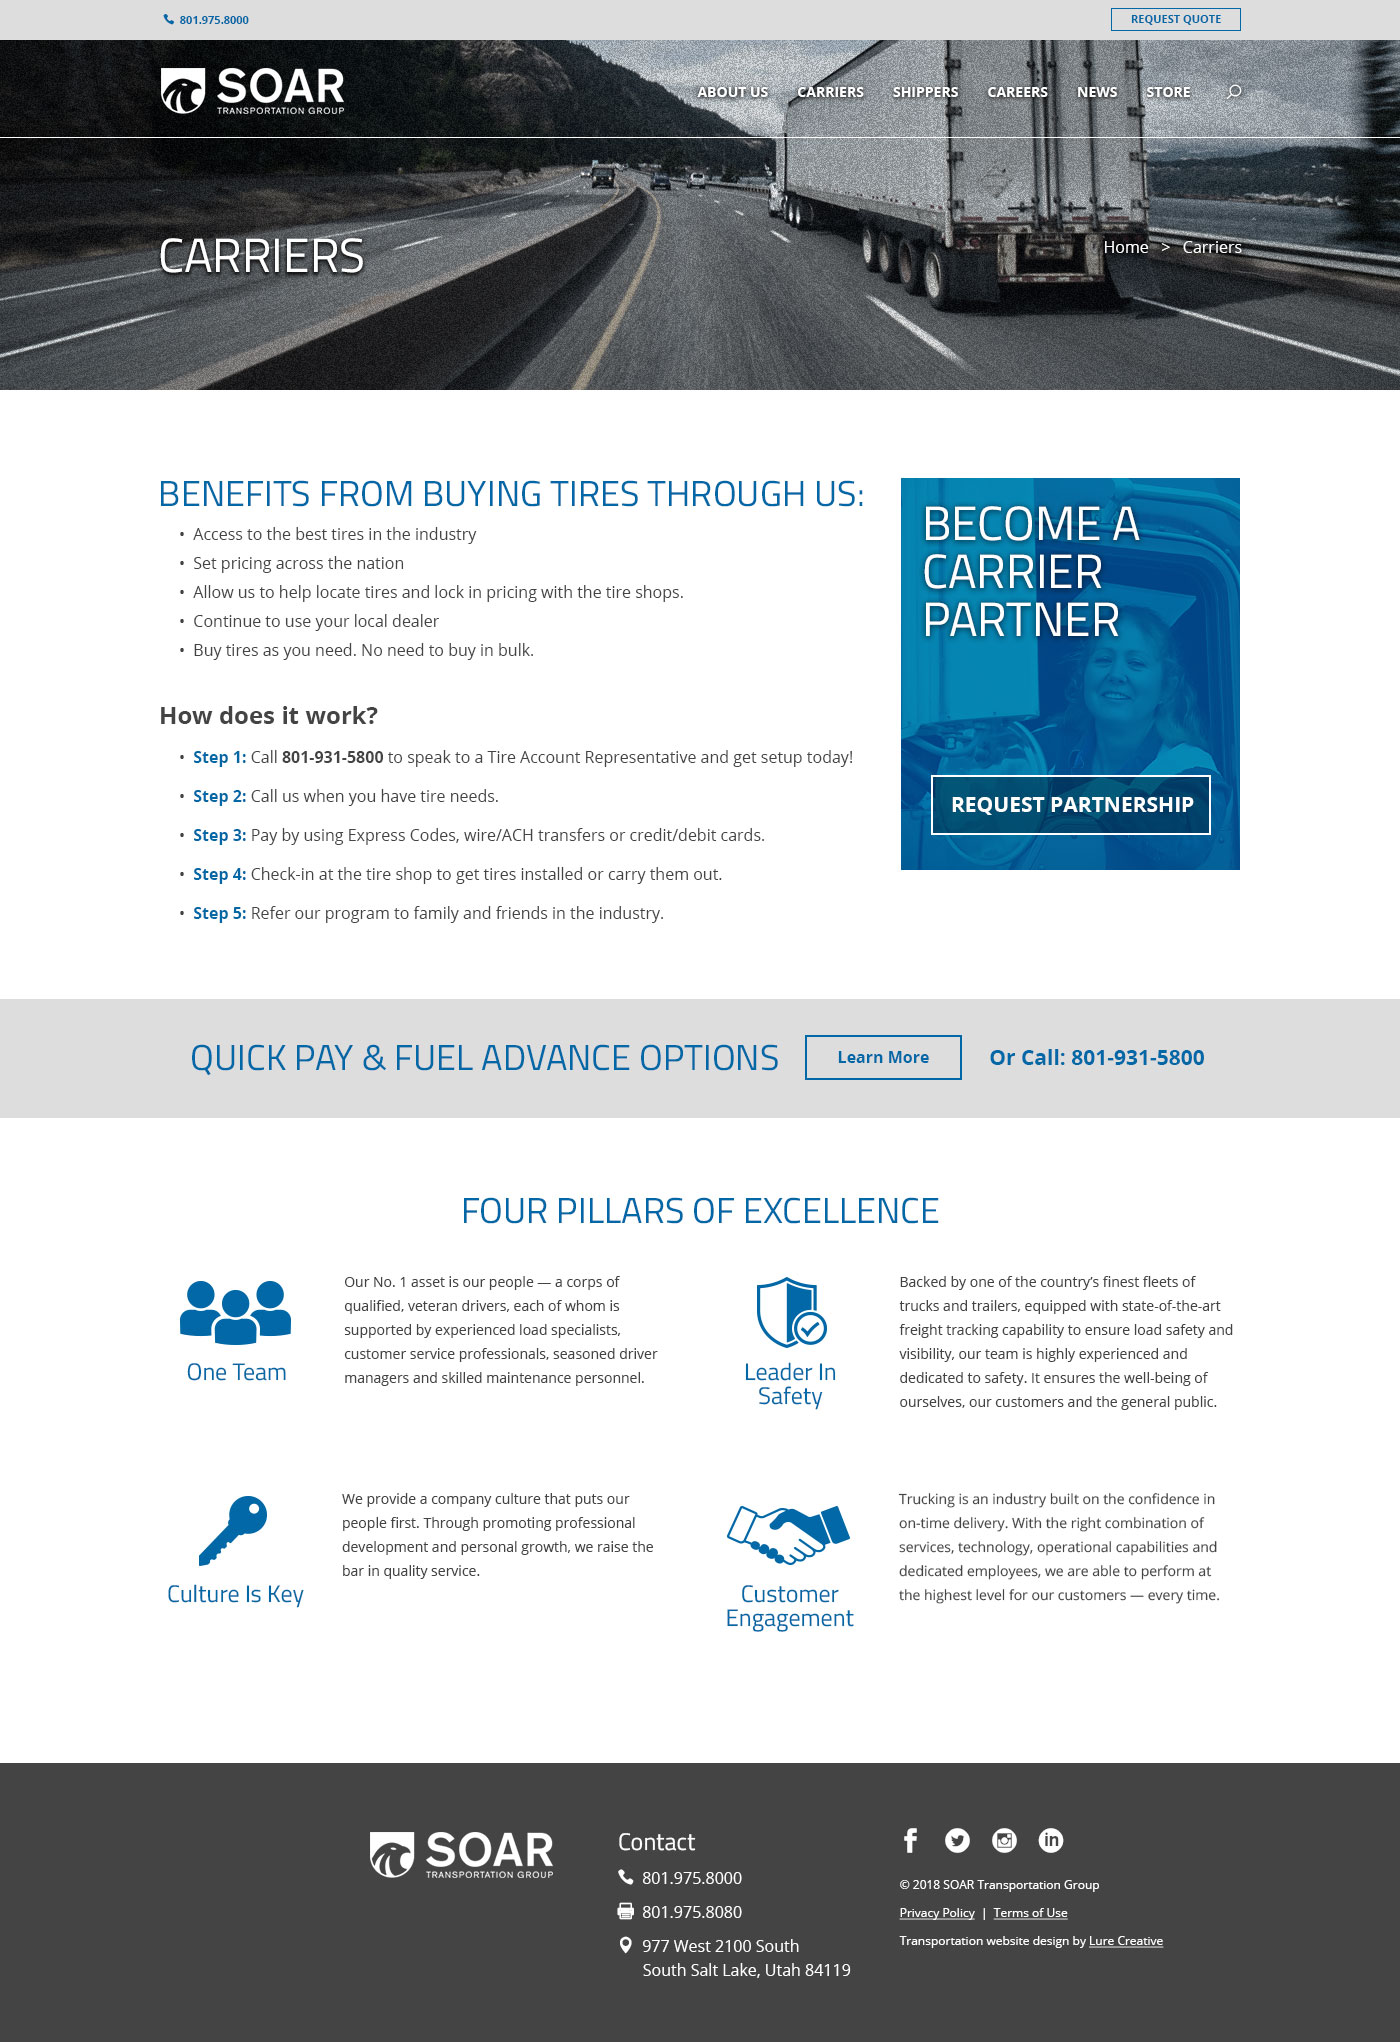 801.975.8000
REQUEST QUOTE
SOAR
TRANSPORTATION GROUP
ABOUT US
CARRIERS
SHIPPERS
CAREERS
NEWS
STORE
CARRIERS
Home > Carriers
BENEFITS FROM BUYING TIRES THROUGH US:
• Access to the best tires in the industry
• Set pricing across the nation
• Allow us to help locate tires and lock in pricing with the tire shops.
• Continue to use your local dealer
• Buy tires as you need. No need to buy in bulk.
How does it work?
• Step 1: Call 801-931-5800 to speak to a Tire Account Representative and get setup today!
• Step 2: Call us when you have tire needs.
• Step 3: Pay by using Express Codes, wire/ACH transfers or credit/debit cards.
• Step 4: Check-in at the tire shop to get tires installed or carry them out.
• Step 5: Refer our program to family and friends in the industry.
BECOME A
CARRIER
PARTNER
REQUEST PARTNERSHIP
QUICK PAY & FUEL ADVANCE OPTIONS
Learn More
Or Call: 801-931-5800
FOUR PILLARS OF EXCELLENCE
One Team
Our No. 1 asset is our people — a corps of
qualified, veteran drivers, each of whom is
supported by experienced load specialists,
customer service professionals, seasoned driver
managers and skilled maintenance personnel.
Leader In
Safety
Backed by one of the country’s finest fleets of
trucks and trailers, equipped with state-of-the-art
freight tracking capability to ensure load safety and
visibility, our team is highly experienced and
dedicated to safety. It ensures the well-being of
ourselves, our customers and the general public.
Culture Is Key
We provide a company culture that puts our
people first. Through promoting professional
development and personal growth, we raise the
bar in quality service.
Customer
Engagement
Trucking is an industry built on the confidence in
on-time delivery. With the right combination of
services, technology, operational capabilities and
dedicated employees, we are able to perform at
the highest level for our customers — every time.
SOAR
TRANSPORTATION GROUP
Contact
801.975.8000
801.975.8080
977 West 2100 South
South Salt Lake, Utah 84119
© 2018 SOAR Transportation Group
Privacy Policy | Terms of Use
Transportation website design by Lure Creative